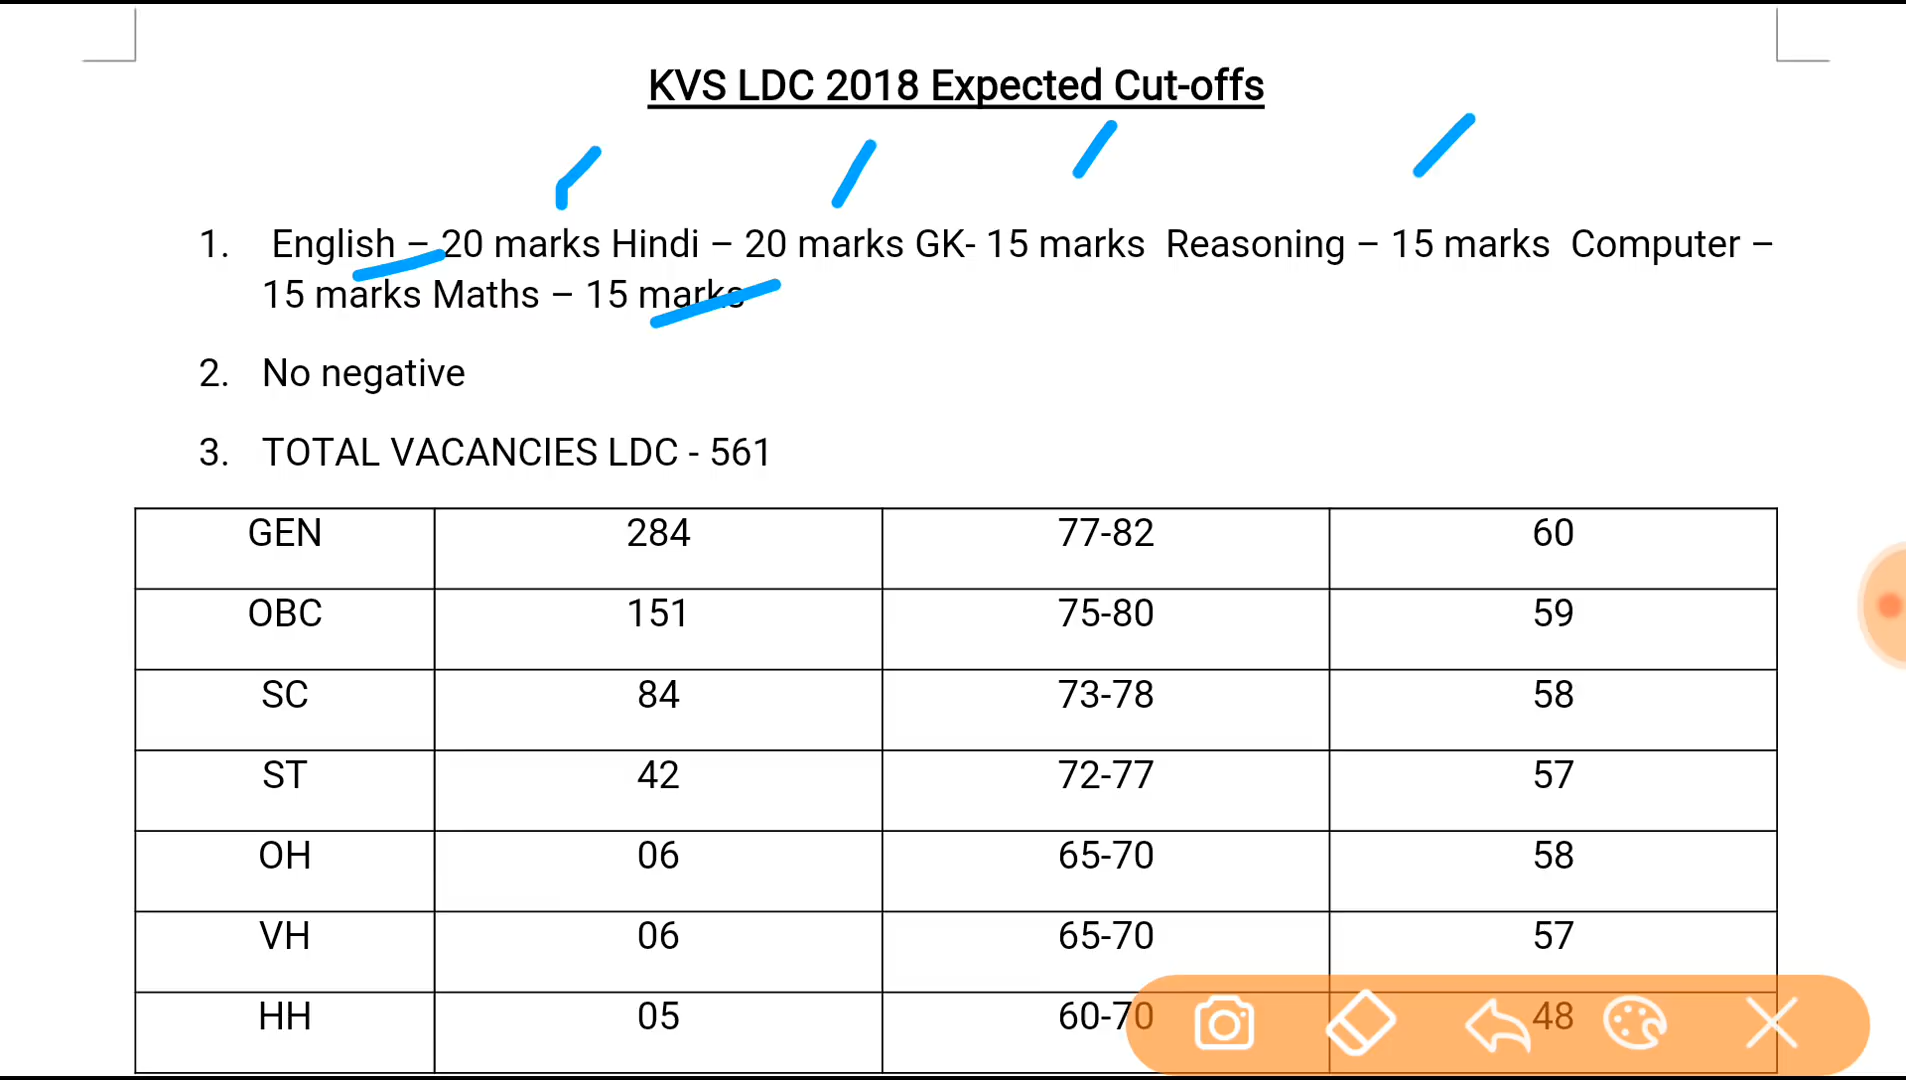 KVS LDC 2018 Expected Cut-offs
1. English – 20 marks Hindi – 20 marks GK- 15 marks Reasoning – 15 marks Computer –
15 marks Maths – 15 marks
2. No negative
3. TOTAL VACANCIES LDC - 561
GEN 284 77-82 60
OBC 151 75-80 59
SC 84 73-78 58
ST 42 72-77 57
OH 06 65-70 58
VH 06 65-70 57
HH 05 60-70 48